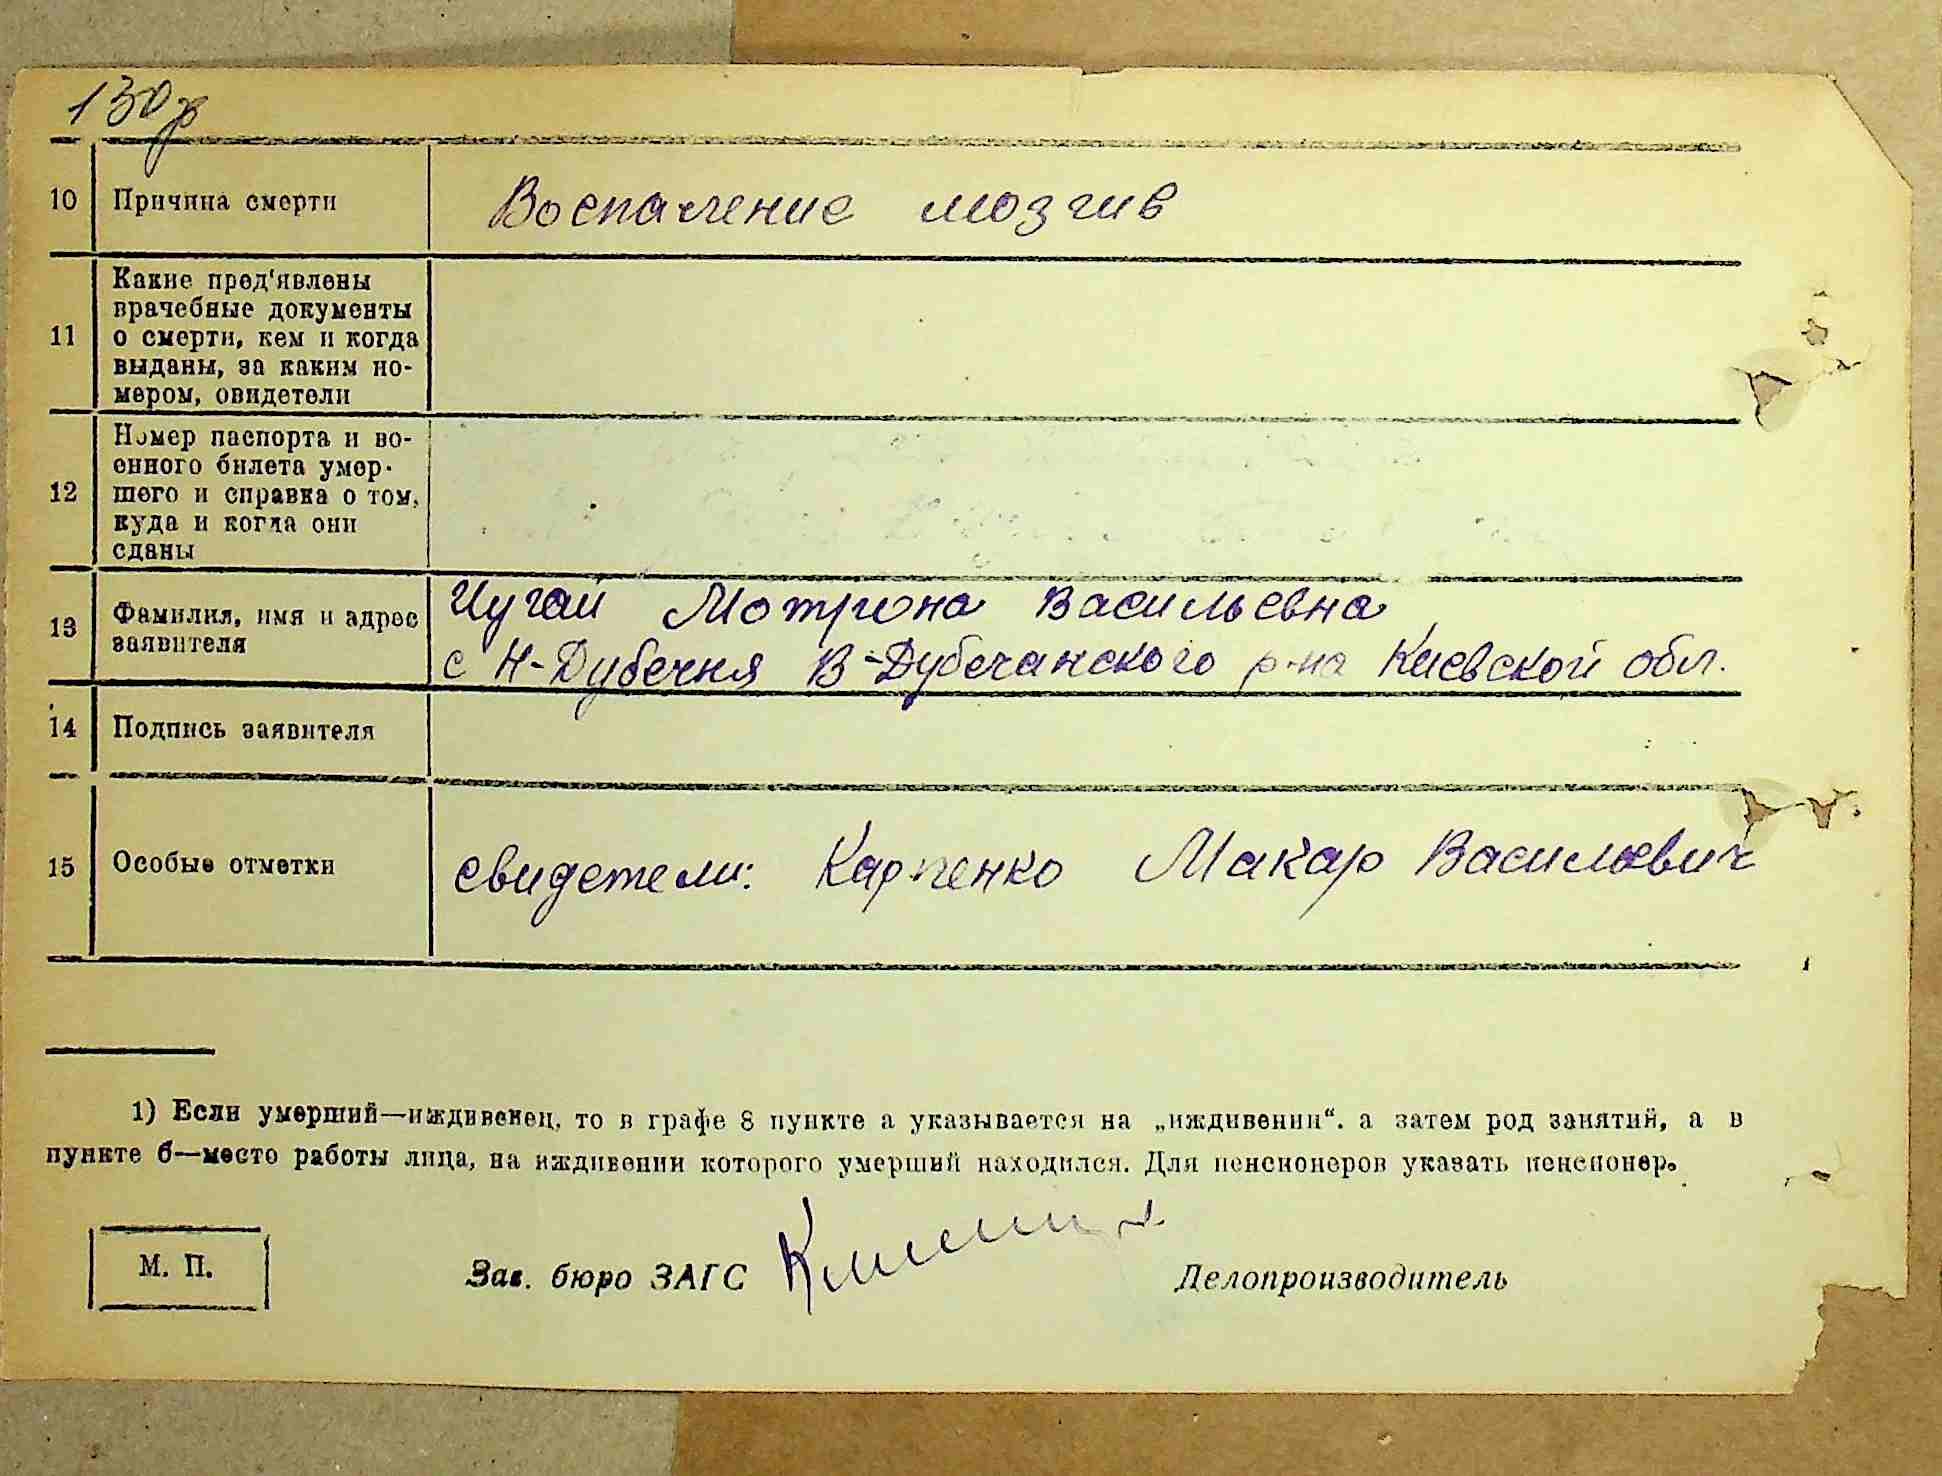 130р
10 Причина смерти Воспаление мозгив
11 Какие пред'явлены
врачебные документы
о смерти, кем и когда
выданы, за каким но-
мером, свидетели
12 Номер паспорта и во-
енного билета умер-
шего и справка о том,
куда и когда они
сданы
13 Фамилия, имя и адрес
заявителя
Чугай Мотрона Васильевна
с Н-Дубечня В-Дубечанского р-на Киевской обл.
14 Подпись заявителя
15 Особые отметки свидетели: Карпенко Макар Василиевич
1) Если умерший—иждивенец, то в графе 8 пункте а указывается на „иждивении“. а затем род занятий, а в
пункте б—место работы лица, на иждивении которого умерший находился. Для пенсионеров указать пенсионер.
М. П. Зав. бюро ЗАГС Делопроизводитель